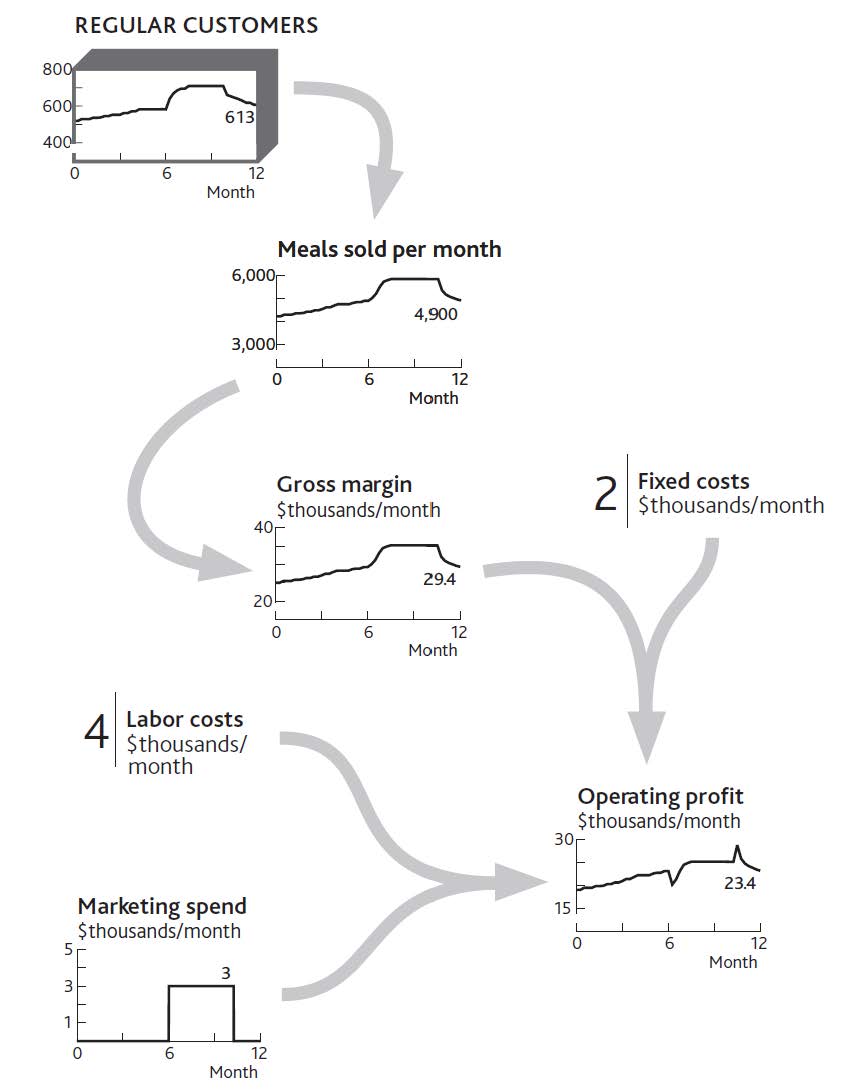 REGULAR CUSTOMERS
800
600
400
613
0 6 12
Month
Meals sold per month
6,000
4,900
3,000
0 6 12
Month
Gross margin
$thousands/month
40
29.4
20
0 6 12
Month
2 Fixed costs
$thousands/month
4 Labor costs
$thousands/
month
Operating profit
$thousands/month
30
23.4
15
0 6 12
Month
Marketing spend
$thousands/month
5
3
3
1
0 6 12
Month